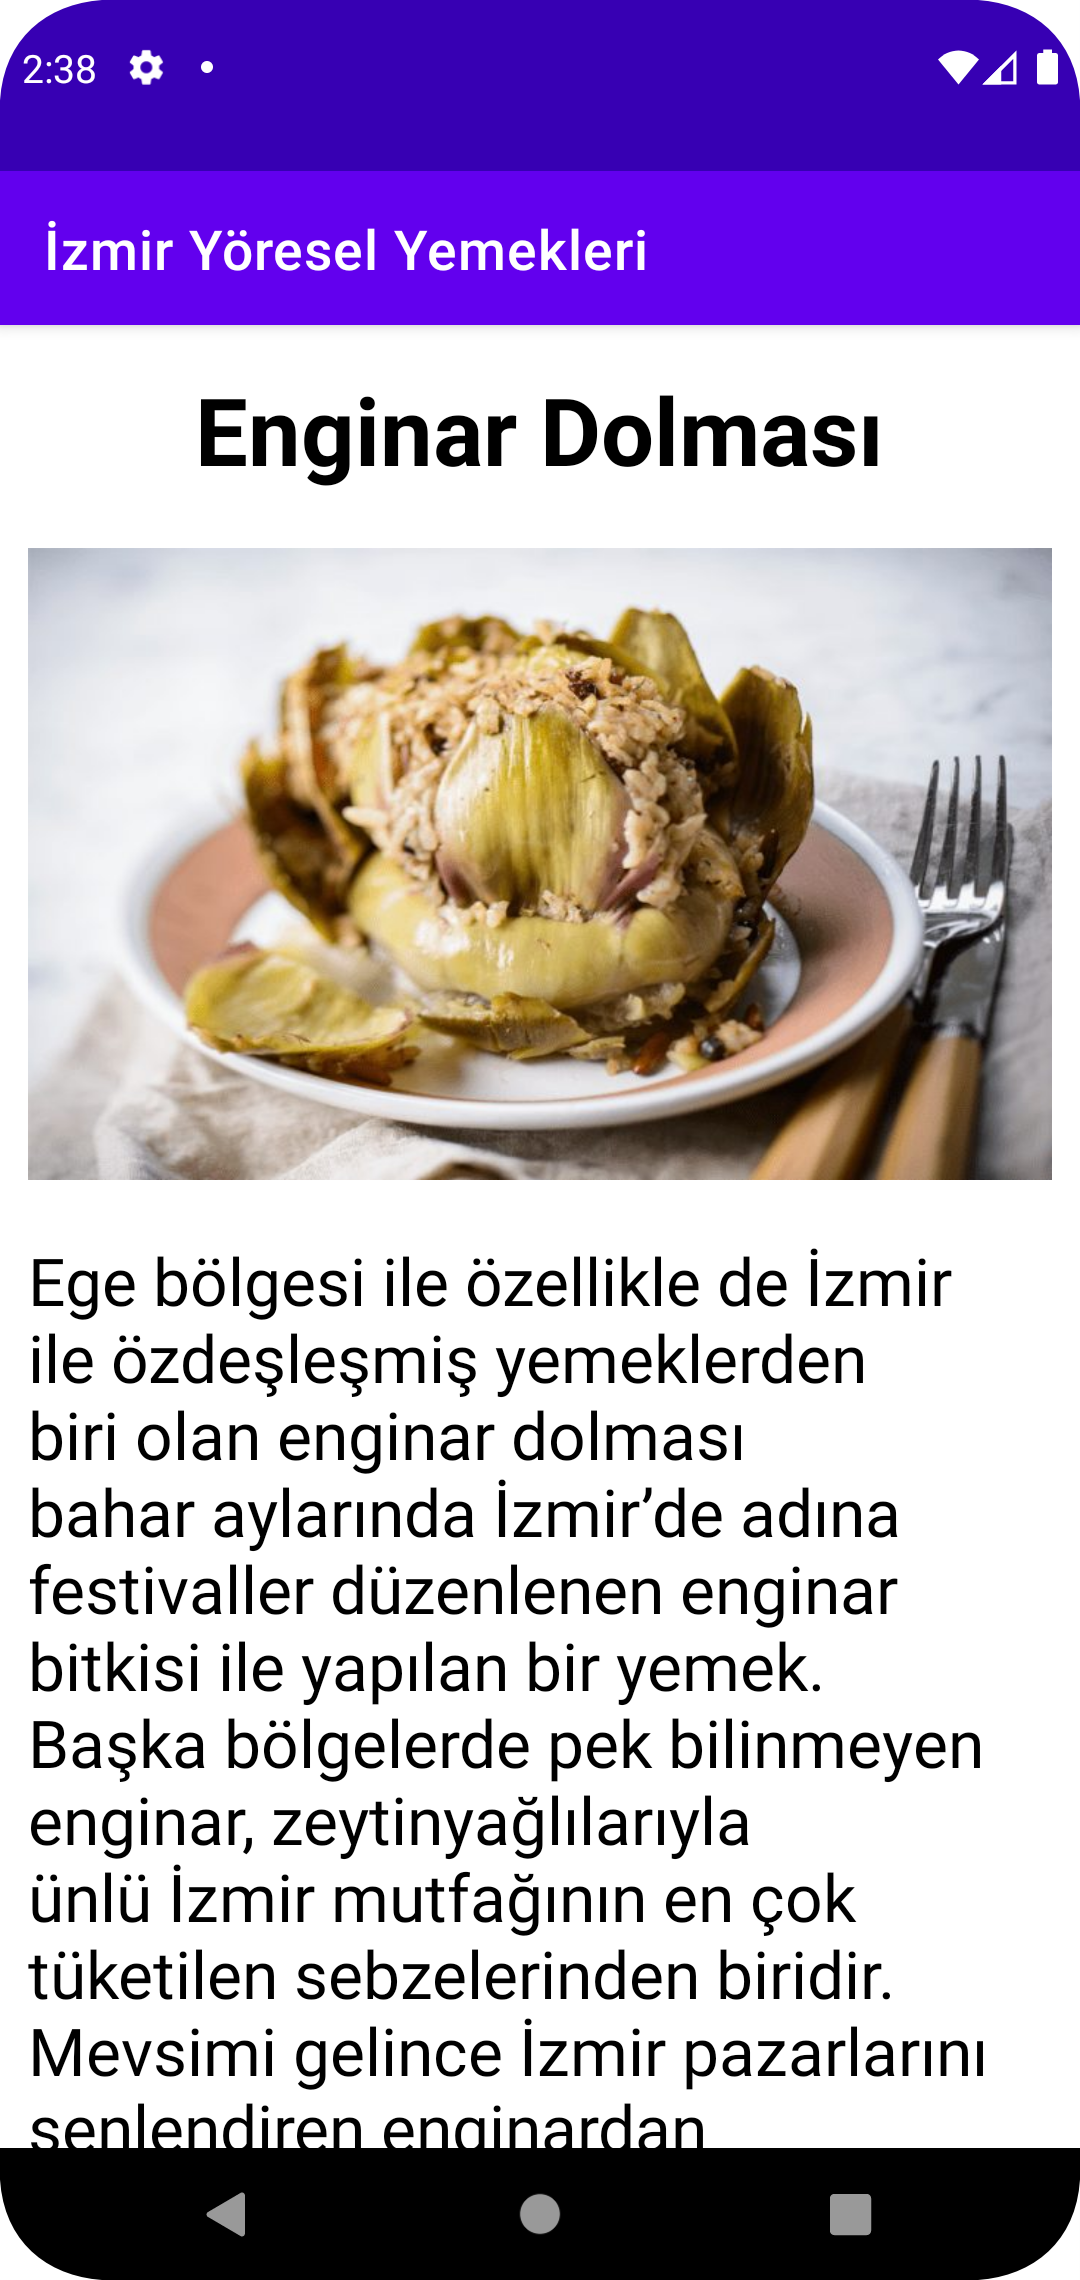 2:38
İzmir Yöresel Yemekleri
Enginar Dolması
Ege bölgesi ile özellikle de İzmir
ile özdeşleşmiş yemeklerden
biri olan enginar dolması
bahar aylarında İzmir’de adına
festivaller düzenlenen enginar
bitkisi ile yapılan bir yemek.
Başka bölgelerde pek bilinmeyen
enginar, zeytinyağlılarıyla
ünlü İzmir mutfağının en çok
tüketilen sebzelerinden biridir.
Mevsimi gelince İzmir pazarlarını
şenlendiren enginardan